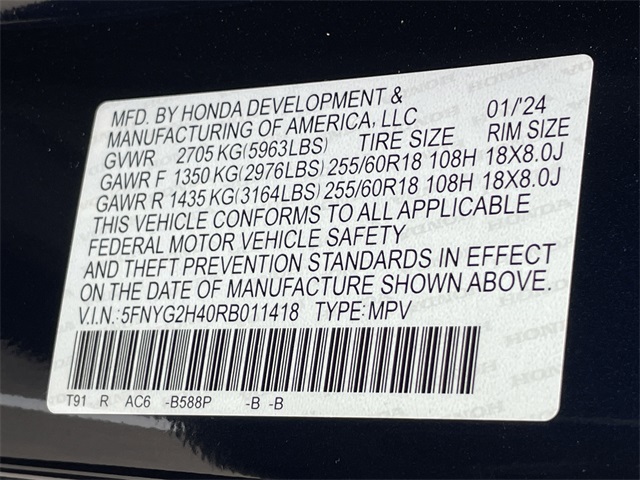 MFD. BY HONDA DEVELOPMENT &
MANUFACTURING OF AMERICA, LLC 01/'24
GVWR 2705 KG(5963LBS) TIRE SIZE RIM SIZE
GAWR F 1350 KG(2976LBS) 255/60R18 108H 18X8.0J
GAWR R 1435 KG(3164LBS) 255/60R18 108H 18X8.0J
THIS VEHICLE CONFORMS TO ALL APPLICABLE
FEDERAL MOTOR VEHICLE SAFETY
AND THEFT PREVENTION STANDARDS IN EFFECT
ON THE DATE OF MANUFACTURE SHOWN ABOVE.
V.I.N.: 5FNYG2H40RB011418 TYPE: MPV
T91 R AC6 -B588P -B -B